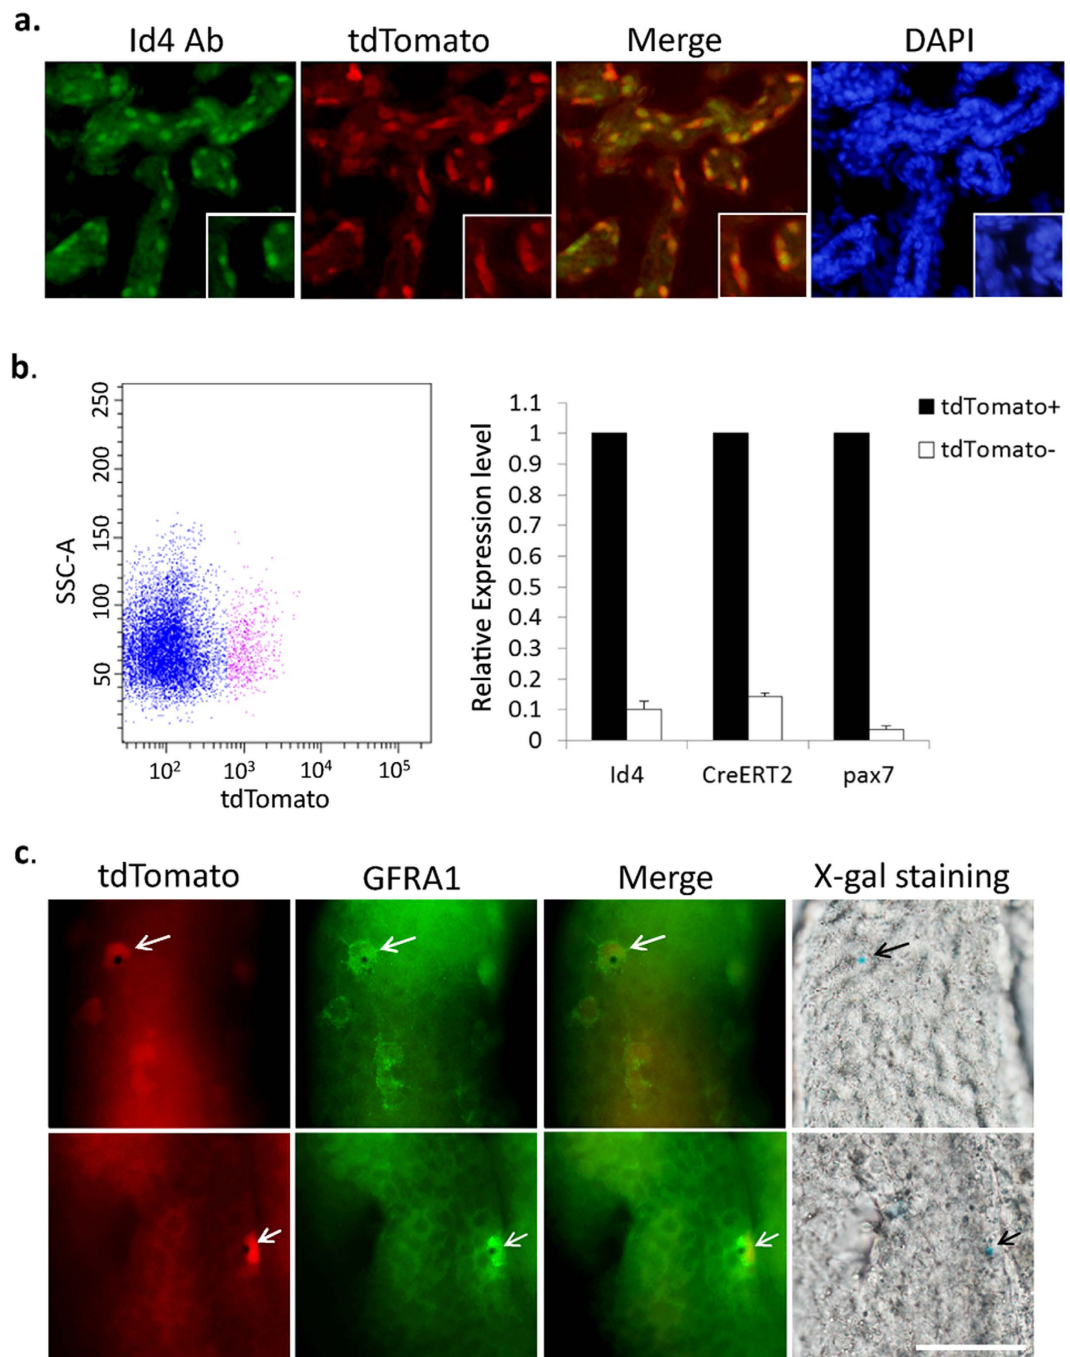 a.
Id4 Ab tdTomato Merge DAPI
b.
SSC-A
250
200
150
100
50
10² 10³ 10⁴ 10⁵
tdTomato
Relative Expression level
1.1
1
0.9
0.8
0.7
0.6
0.5
0.4
0.3
0.2
0.1
0
Id4 CreERT2 pax7
tdTomato+
tdTomato-
c.
tdTomato GFRA1 Merge X-gal staining